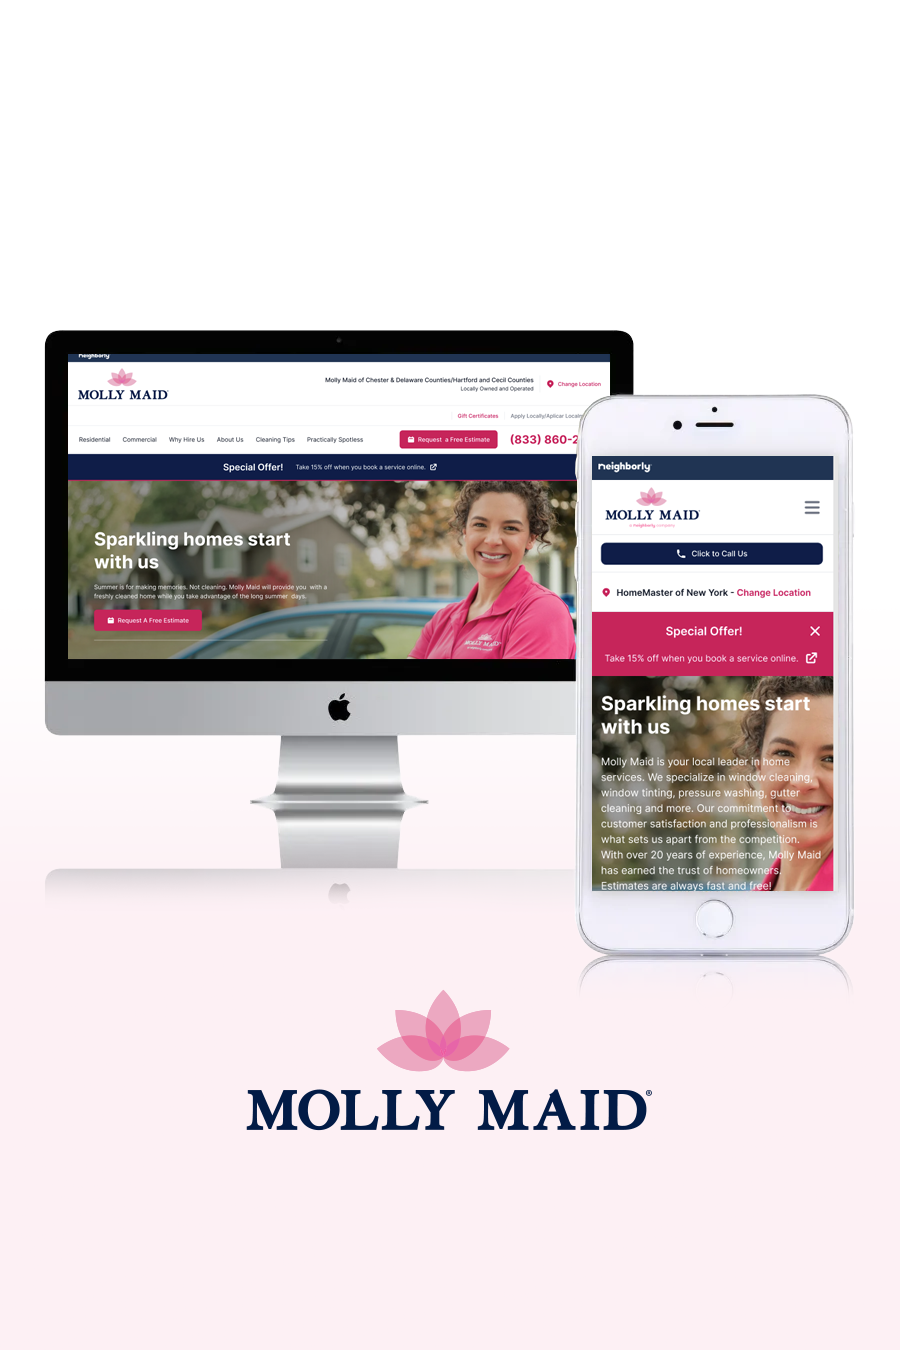 neighborly
MOLLY MAID
Molly Maid of Chester & Delaware Counties/Hartford and Cecil Counties
Locally Owned and Operated
Change Location
Gift Certificates
Apply Locally/Aplicar
Residential Commercial Why Hire Us About Us Cleaning Tips Practically Spotless
Request a Free Estimate
(833) 860-2
Special Offer! Take 15% off when you book a service online.
Sparkling homes start
with us
Summer is for making memories. Not cleaning. Molly Maid will provide you with a
freshly cleaned home while you take advantage of the long summer days.
Request A Free Estimate
MOLLY MAID
neighborly
MOLLY MAID
a neighborly company
Click to Call Us
HomeMaster of New York - Change Location
Special Offer!
Take 15% off when you book a service online.
Sparkling homes start
with us
Molly Maid is your local leader in home
services. We specialize in window cleaning,
window tinting, pressure washing, gutter
cleaning and more. Our commitment to
customer satisfaction and professionalism is
what sets us apart from the competition.
With over 20 years of experience, Molly Maid
has earned the trust of homeowners.
Estimates are always fast and free!
MOLLY MAID®